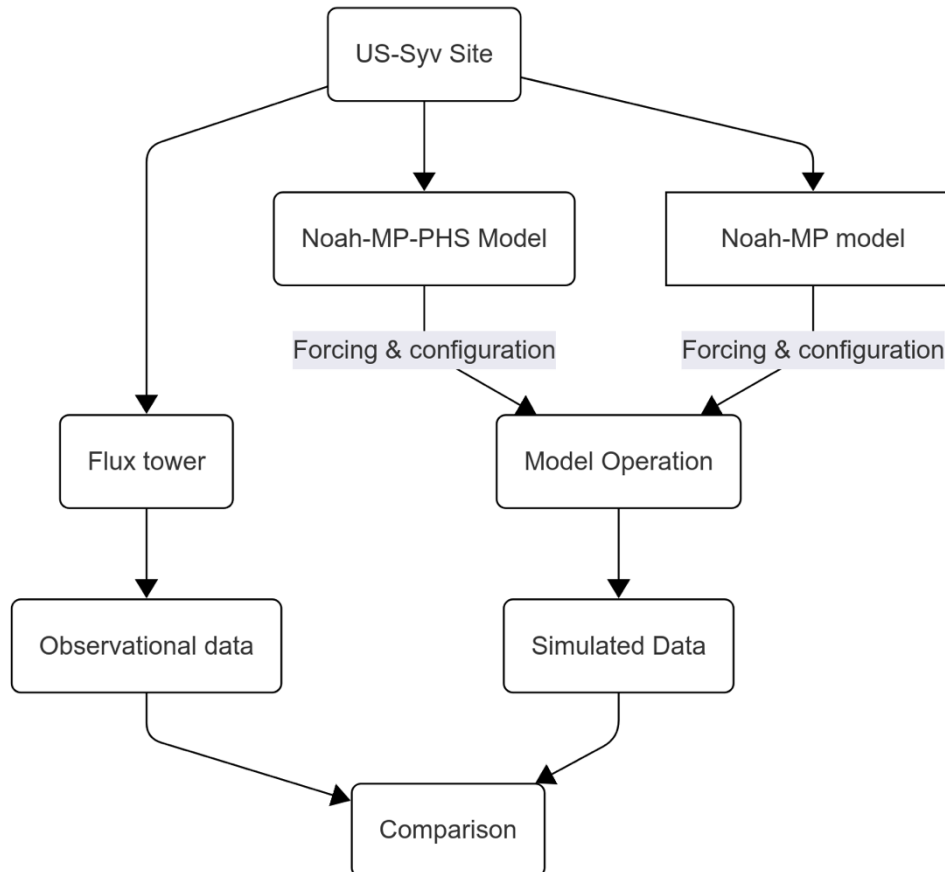 US-Syv Site
Noah-MP-PHS Model
Noah-MP model
Forcing & configuration
Forcing & configuration
Flux tower
Model Operation
Observational data
Simulated Data
Comparison